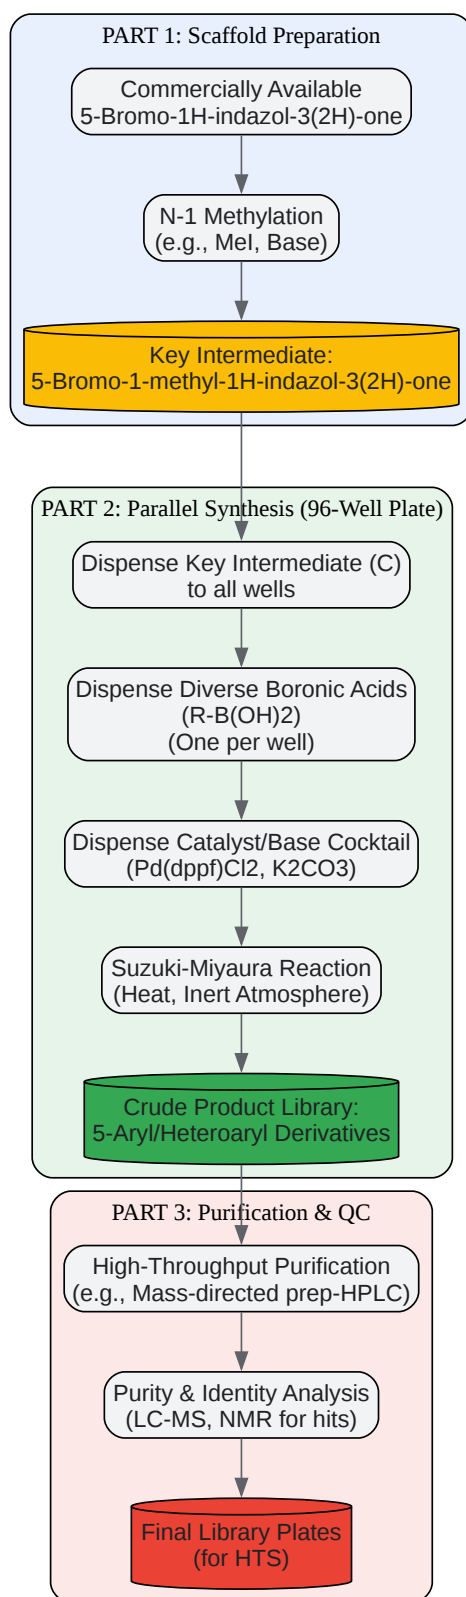 PART 1: Scaffold Preparation
Commercially Available
5-Bromo-1H-indazol-3(2H)-one
N-1 Methylation
(e.g., MeI, Base)
Key Intermediate:
5-Bromo-1-methyl-1H-indazol-3(2H)-one
PART 2: Parallel Synthesis (96-Well Plate)
Dispense Key Intermediate (C)
to all wells
Dispense Diverse Boronic Acids
(R-B(OH)2)
(One per well)
Dispense Catalyst/Base Cocktail
(Pd(dppf)Cl2, K2CO3)
Suzuki-Miyaura Reaction
(Heat, Inert Atmosphere)
Crude Product Library:
5-Aryl/Heteroaryl Derivatives
PART 3: Purification & QC
High-Throughput Purification
(e.g., Mass-directed prep-HPLC)
Purity & Identity Analysis
(LC-MS, NMR for hits)
Final Library Plates
(for HTS)